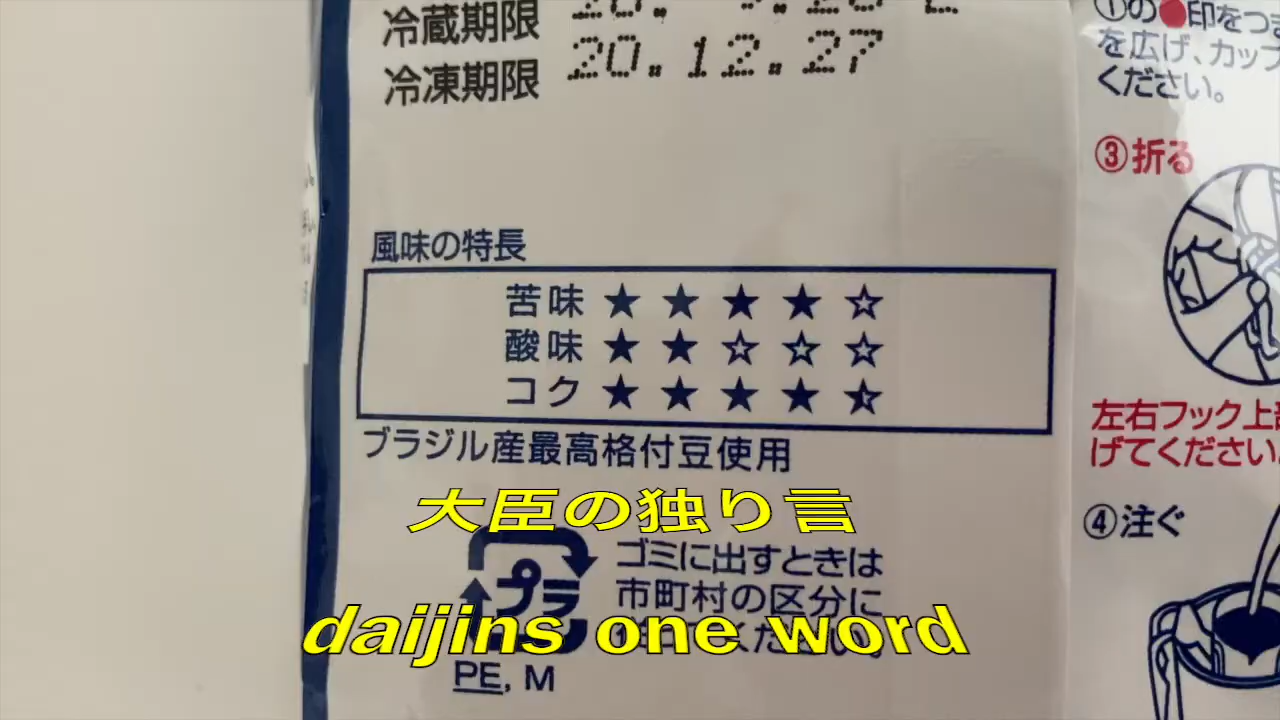 冷蔵期限
冷凍期限 20.12.27
①の 印をつ
を広げ、カップ
ください。
③折る
風味の特長
苦味 ★★★★☆
酸味 ★★☆☆☆
コク ★★★★
ブラジル産最高格付豆使用
左右フック上
げてください
④注ぐ
大臣の独り言
プラ
ゴミに出すときは
市町村の区分に
ください。
daijins one word
PE, M